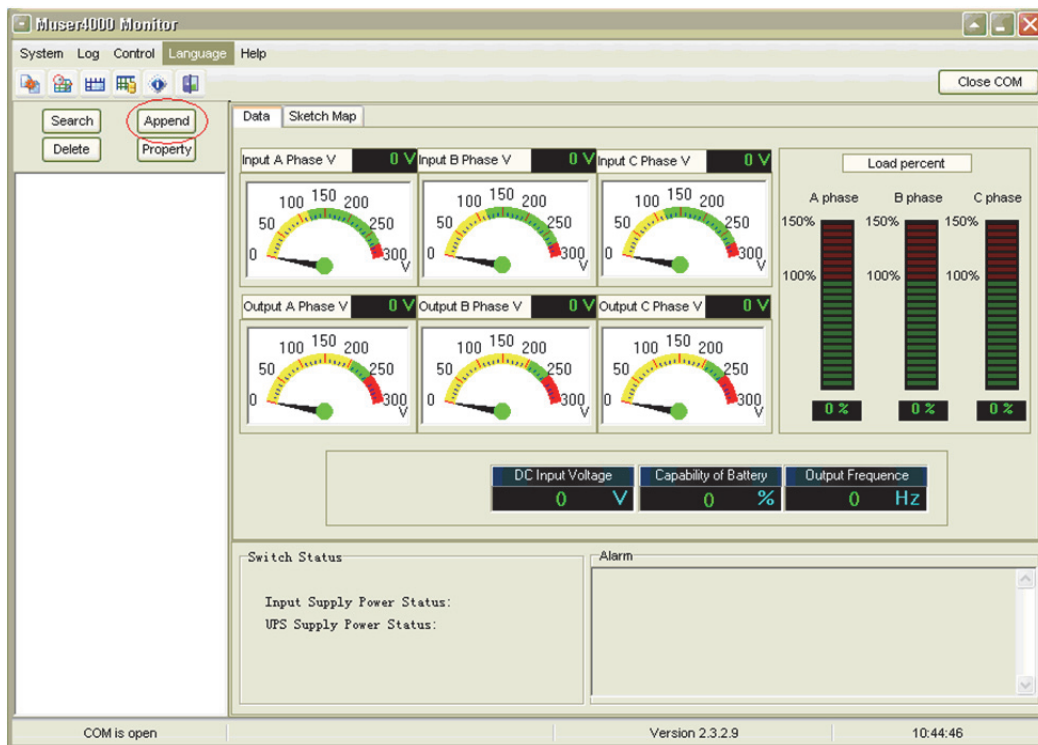 Muser4000 Monitor
System Log Control Language Help
Close COM
Search Append
Delete Property
Data Sketch Map
Input A Phase V 0 V Input B Phase V 0 V Input C Phase V 0 V
0 50 100 150 200 250 300 V
0 50 100 150 200 250 300 V
0 50 100 150 200 250 300 V
Output A Phase V 0 V Output B Phase V 0 V Output C Phase V 0 V
0 50 100 150 200 250 300 V
0 50 100 150 200 250 300 V
0 50 100 150 200 250 300 V
Load percent
A phase B phase C phase
150% 150% 150%
100% 100% 100%
0 % 0 % 0 %
DC Input Voltage Capability of Battery Output Frequence
0 V 0 % 0 Hz
Switch Status
Input Supply Power Status:
UPS Supply Power Status:
Alarm
COM is open Version 2.3.2.9 10:44:46